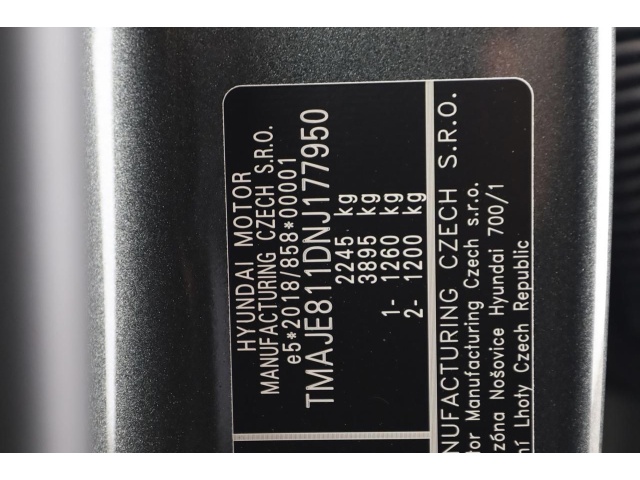 HYUNDAI MOTOR
MANUFACTURING CZECH S.R.O.
e5*2018/858*00001
TMAJE811DNJ177950
2245 kg
3895 kg
1- 1260 kg
2- 1200 kg
MANUFACTURING CZECH S.R.O.
Manufacturing Czech s.r.o.
zóna Nošovice Hyundai 700/1
Lhoty Czech Republic